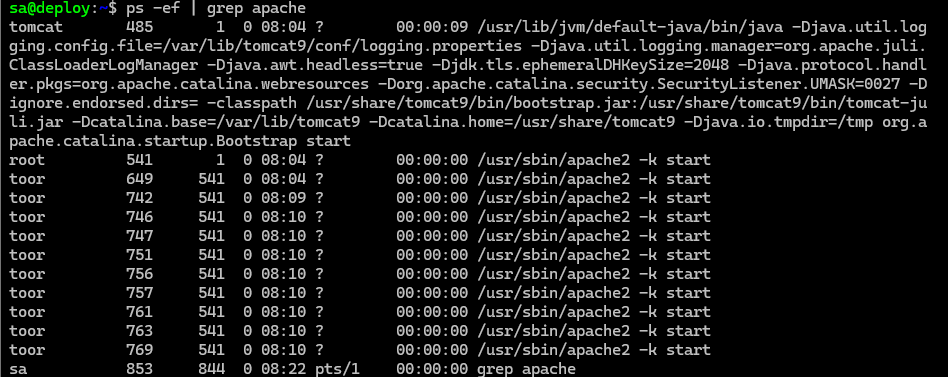 sa@deploy:~$ ps -ef | grep apache
tomcat       485       1  0 08:04 ?        00:00:09 /usr/lib/jvm/default-java/bin/java -Djava.util.log
ging.config.file=/var/lib/tomcat9/conf/logging.properties -Djava.util.logging.manager=org.apache.juli.
ClassLoaderLogManager -Djava.awt.headless=true -Djdk.tls.ephemeralDHKeySize=2048 -Djava.protocol.handl
er.pkgs=org.apache.catalina.webresources -Dorg.apache.catalina.security.SecurityListener.UMASK=0027 -D
ignore.endorsed.dirs= -classpath /usr/share/tomcat9/bin/bootstrap.jar:/usr/share/tomcat9/bin/tomcat-ju
li.jar -Dcatalina.base=/var/lib/tomcat9 -Dcatalina.home=/usr/share/tomcat9 -Djava.io.tmpdir=/tmp org.a
pache.catalina.startup.Bootstrap start
root         541       1  0 08:04 ?        00:00:00 /usr/sbin/apache2 -k start
toor         649     541  0 08:04 ?        00:00:00 /usr/sbin/apache2 -k start
toor         742     541  0 08:09 ?        00:00:00 /usr/sbin/apache2 -k start
toor         746     541  0 08:10 ?        00:00:00 /usr/sbin/apache2 -k start
toor         747     541  0 08:10 ?        00:00:00 /usr/sbin/apache2 -k start
toor         751     541  0 08:10 ?        00:00:00 /usr/sbin/apache2 -k start
toor         756     541  0 08:10 ?        00:00:00 /usr/sbin/apache2 -k start
toor         757     541  0 08:10 ?        00:00:00 /usr/sbin/apache2 -k start
toor         761     541  0 08:10 ?        00:00:00 /usr/sbin/apache2 -k start
toor         763     541  0 08:10 ?        00:00:00 /usr/sbin/apache2 -k start
toor         769     541  0 08:10 ?        00:00:00 /usr/sbin/apache2 -k start
sa           853     844  0 08:22 pts/1    00:00:00 grep apache